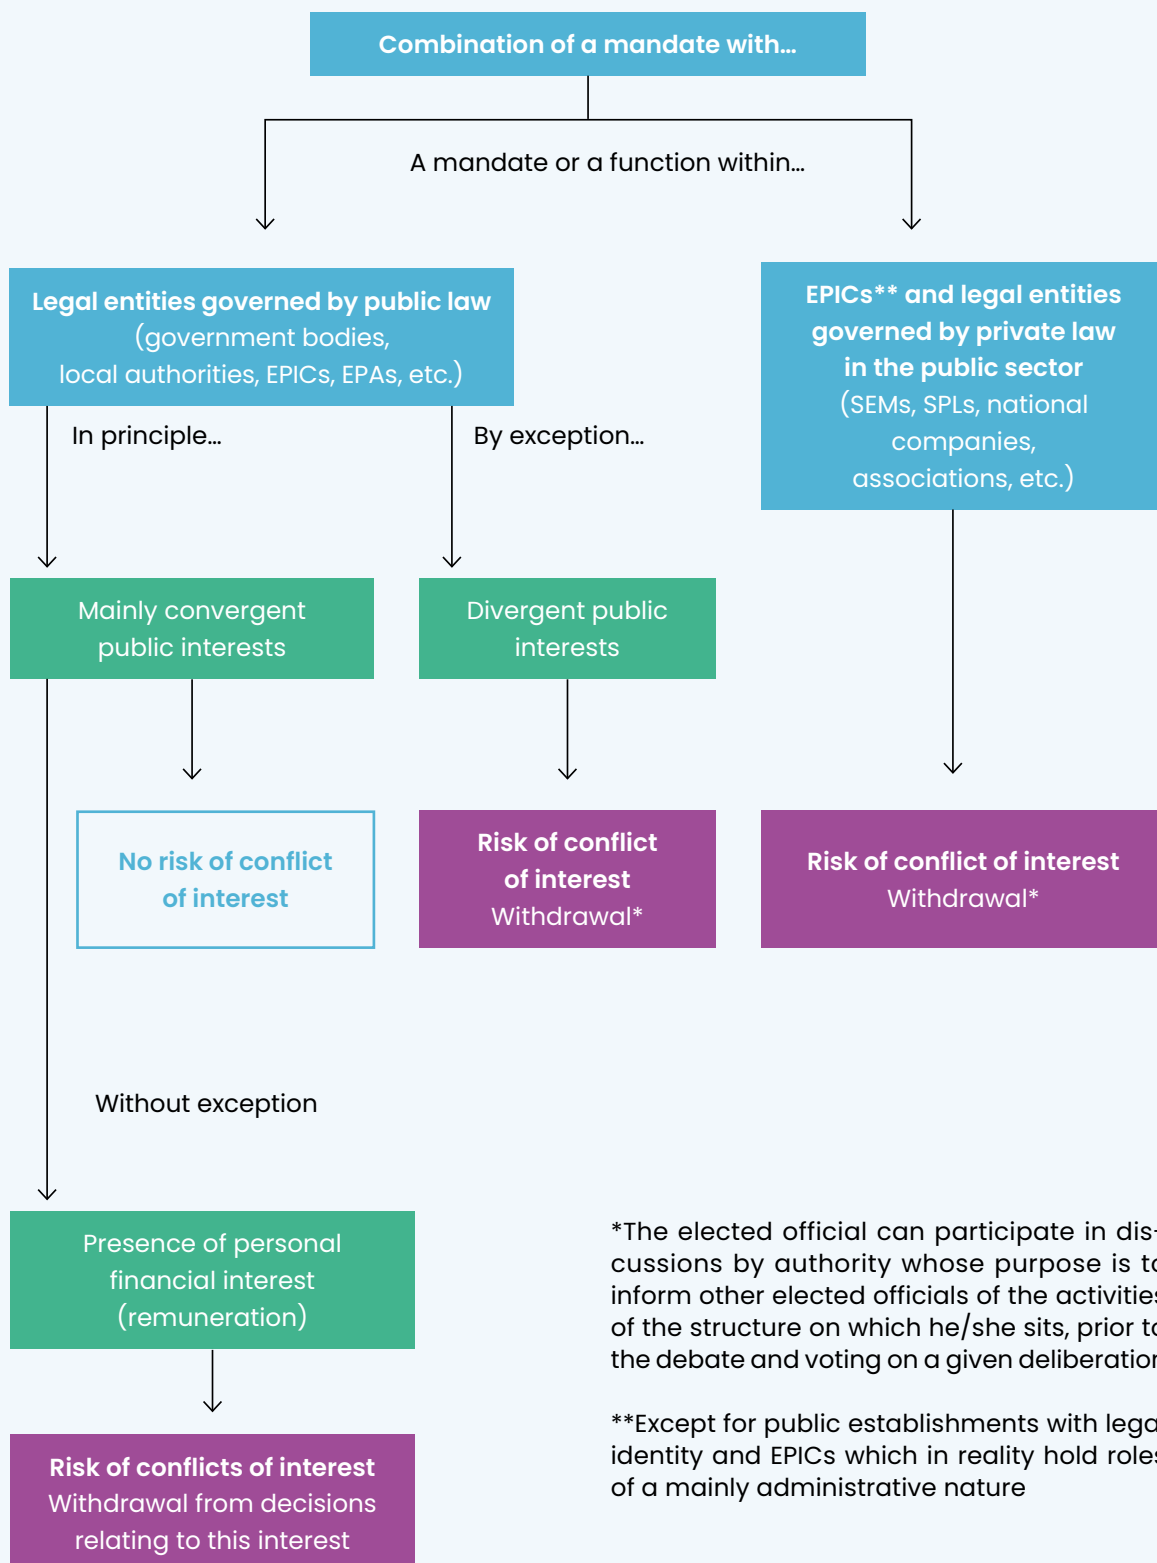 Combination of a mandate with…
A mandate or a function within…
Legal entities governed by public law
(government bodies,
local authorities, EPICs, EPAs, etc.)
EPICs** and legal entities
governed by private law
in the public sector
(SEMs, SPLs, national
companies,
associations, etc.)
In principle…
By exception…
Mainly convergent
public interests
Divergent public
interests
No risk of conflict
of interest
Risk of conflict
of interest
Withdrawal*
Risk of conflict of interest
Withdrawal*
Without exception
Presence of personal
financial interest
(remuneration)
Risk of conflicts of interest
Withdrawal from decisions
relating to this interest
*The elected official can participate in dis-
cussions by authority whose purpose is to
inform other elected officials of the activities
of the structure on which he/she sits, prior to
the debate and voting on a given deliberation
**Except for public establishments with legal
identity and EPICs which in reality hold roles
of a mainly administrative nature